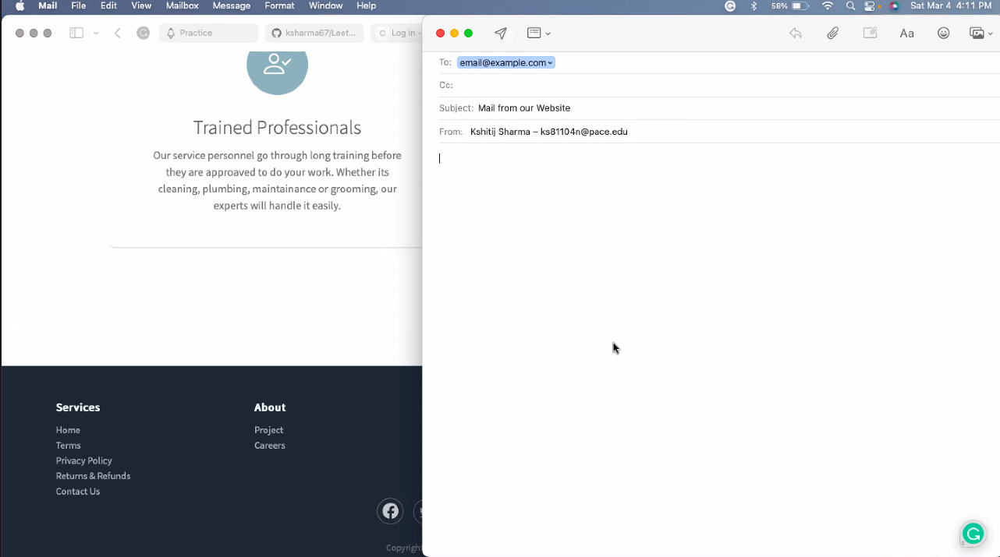 Mail File Edit View Mailbox Message Format Window Help
58% Sat Mar 4 4:11 PM
Practice
ksharma67/Leet...
Log in -
Aa
To: email@example.com
Cc:
Subject: Mail from our Website
From: Kshitij Sharma – ks81104n@pace.edu
Trained Professionals
Our service personnel go through long training before
they are approaved to do your work. Whether its
cleaning, plumbing, maintainance or grooming, our
experts will handle it easily.
Services
Home
Terms
Privacy Policy
Returns & Refunds
Contact Us
About
Project
Careers
Copyright